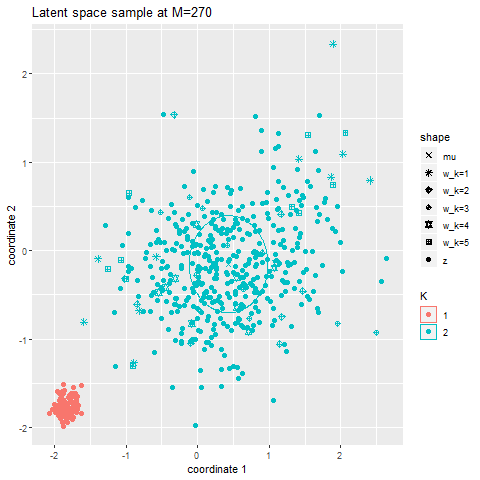 Latent space sample at M=270
coordinate 2
2
1
0
-1
-2
-2
-1
0
1
2
coordinate 1
shape
mu
w_k=1
w_k=2
w_k=3
w_k=4
w_k=5
z
K
1
2